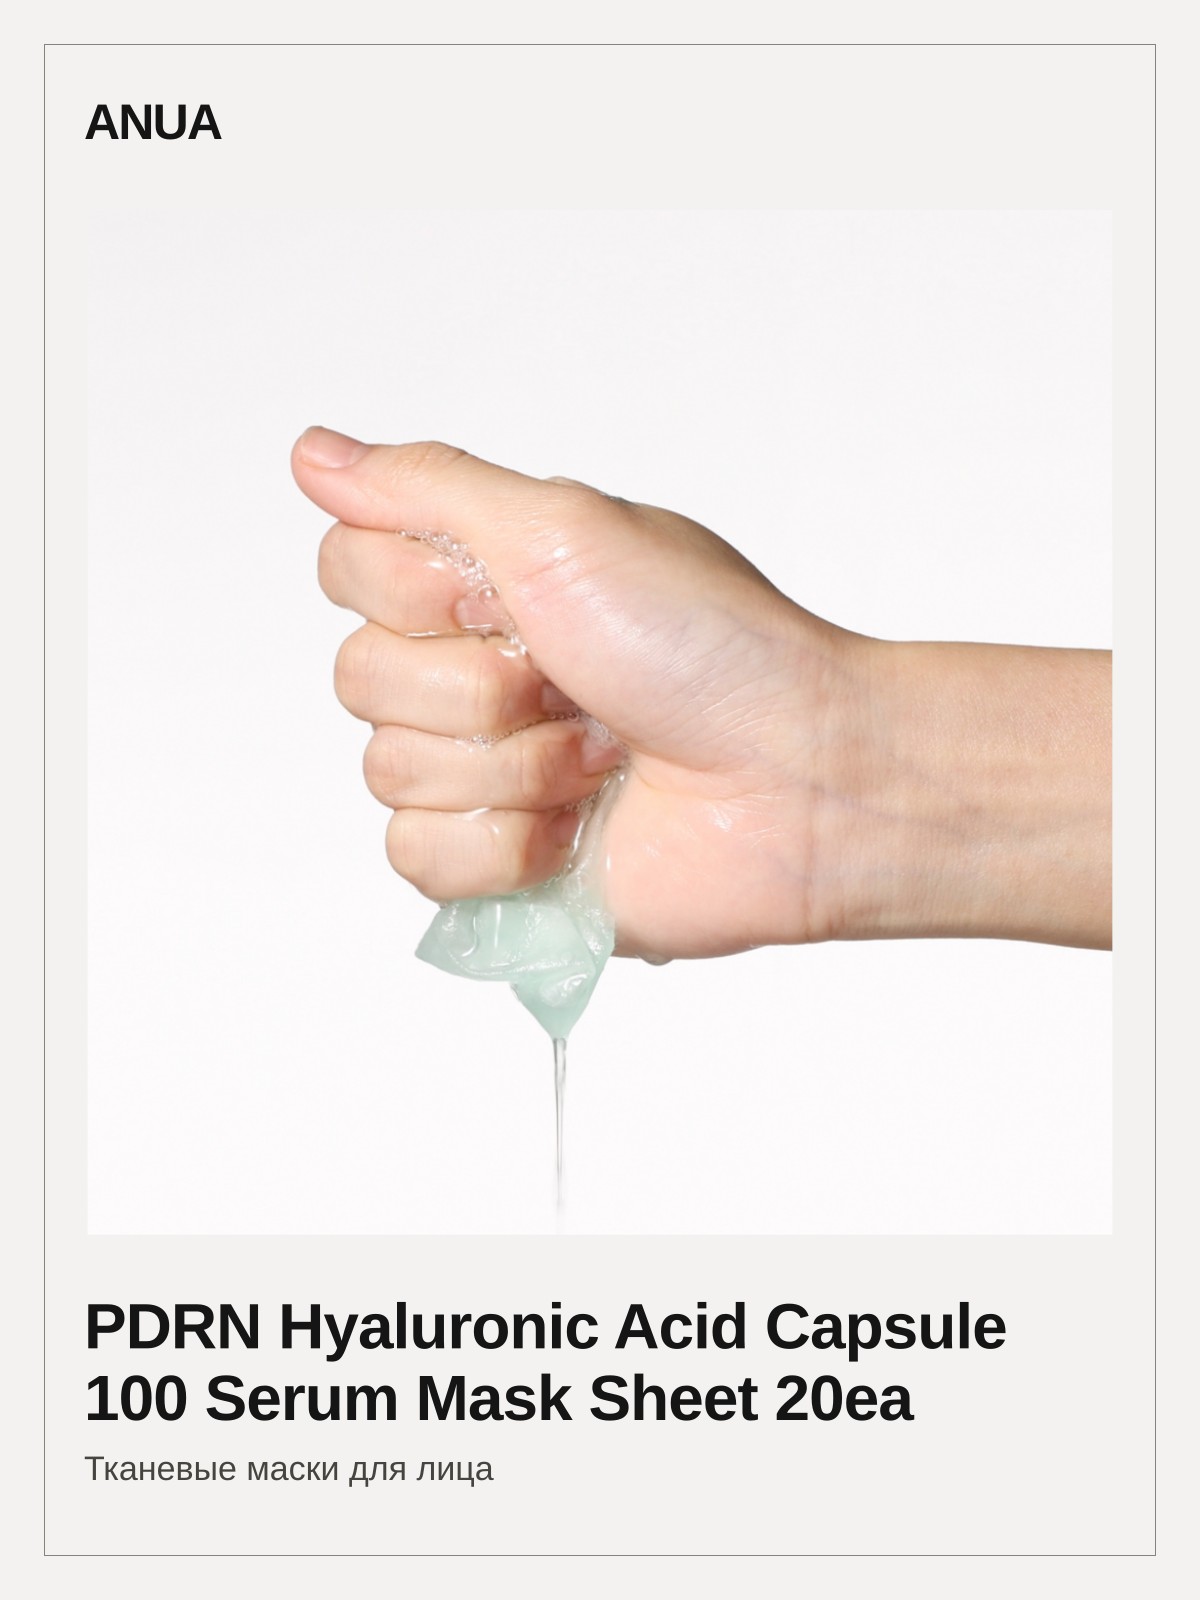 ANUA
PDRN Hyaluronic Acid Capsule
100 Serum Mask Sheet 20ea
Тканевые маски для лица